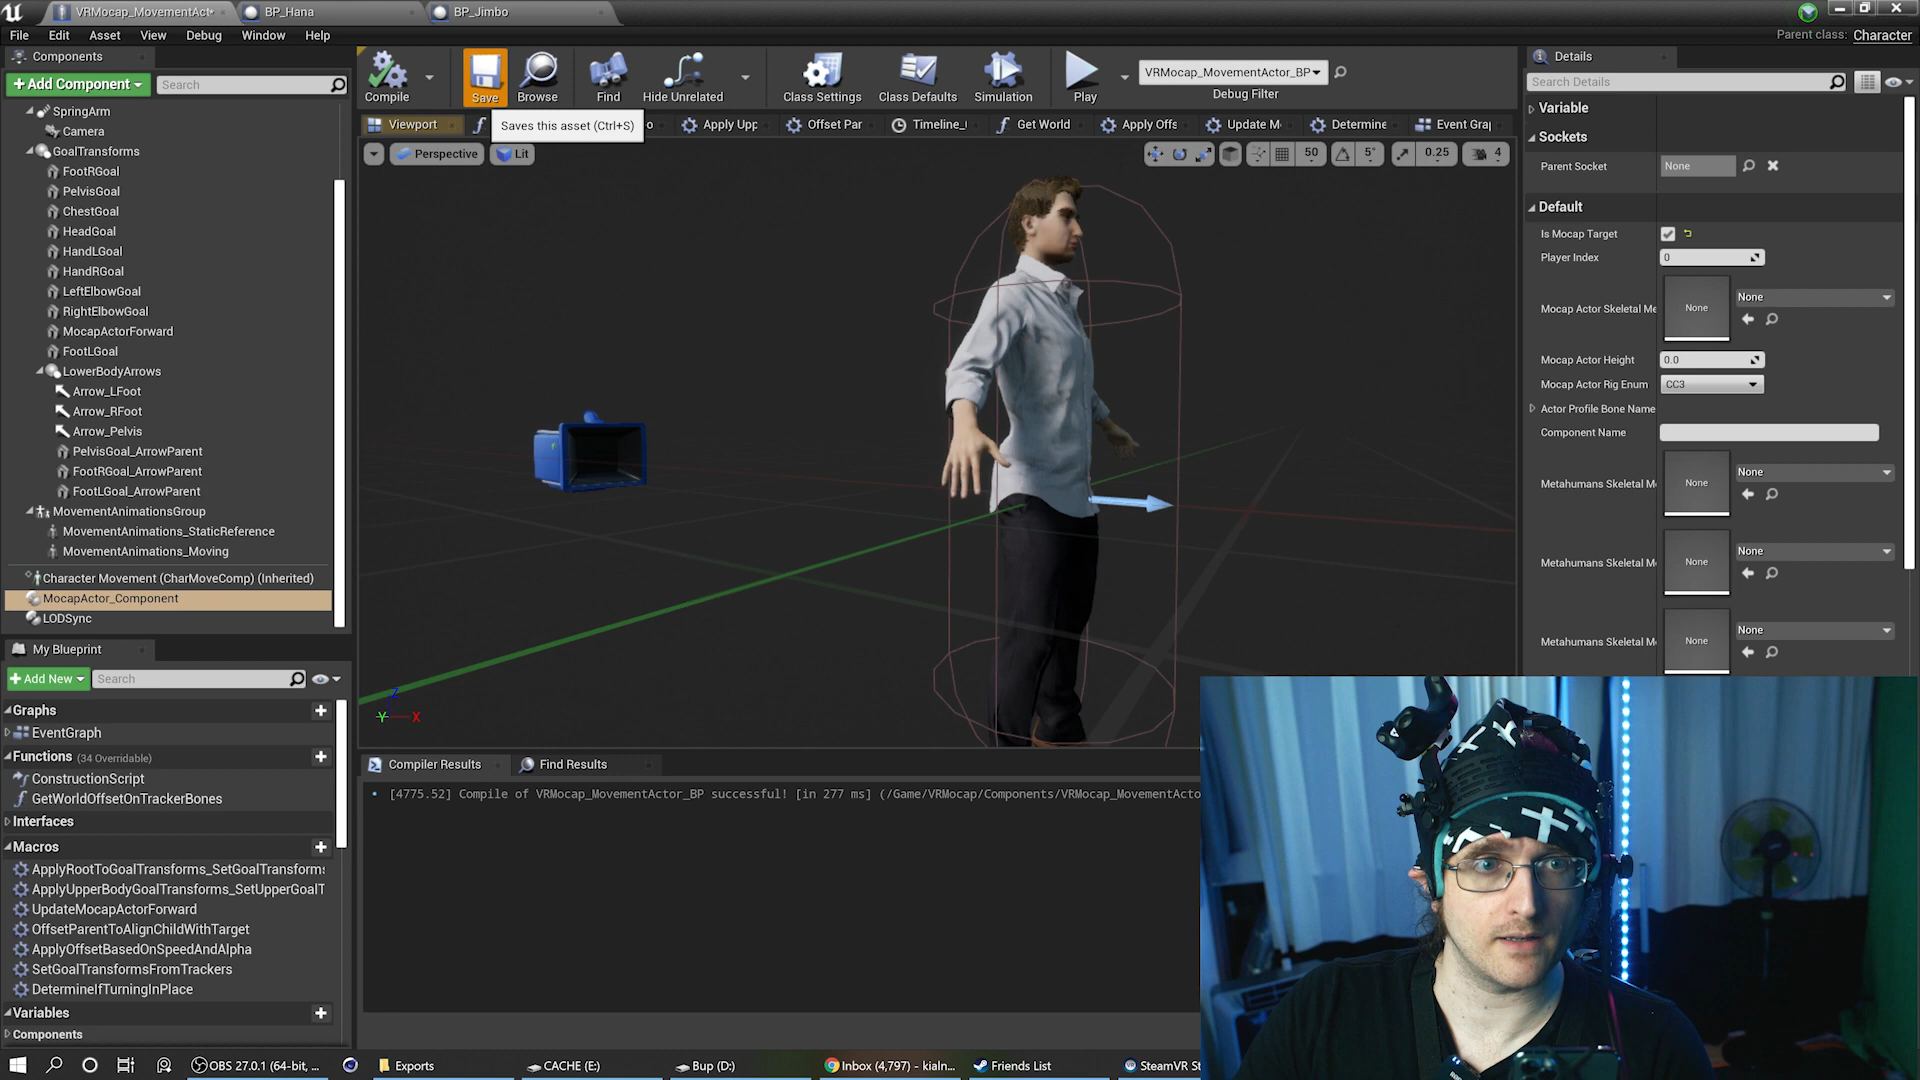 VRMocap_MovementAct*
BP_Hana
BP_Jimbo
File Edit Asset View Debug Window Help
Parent class: Character
Components
+Add Component
Search
SpringArm
Camera
GoalTransforms
FootRGoal
PelvisGoal
ChestGoal
HeadGoal
HandLGoal
HandRGoal
LeftElbowGoal
RightElbowGoal
MocapActorForward
FootLGoal
LowerBodyArrows
Arrow_LFoot
Arrow_RFoot
Arrow_Pelvis
PelvisGoal_ArrowParent
FootRGoal_ArrowParent
FootLGoal_ArrowParent
MovementAnimationsGroup
MovementAnimations_StaticReference
MovementAnimations_Moving
Character Movement (CharMoveComp) (Inherited)
MocapActor_Component
LODSync
My Blueprint
+Add New
Search
Graphs
EventGraph
Functions (34 Overridable)
ConstructionScript
GetWorldOffsetOnTrackerBones
Interfaces
Macros
ApplyRootToGoalTransforms_SetGoalTransforms
ApplyUpperBodyGoalTransforms_SetUpperGoalT
UpdateMocapActorForward
OffsetParentToAlignChildWithTarget
ApplyOffsetBasedOnSpeedAndAlpha
SetGoalTransformsFromTrackers
DetermineIfTurningInPlace
Variables
Components
Compile
Save
Browse
Find
Hide Unrelated
Class Settings
Class Defaults
Simulation
Play
VRMocap_MovementActor_BP
Debug Filter
Viewport
Saves this asset (Ctrl+S)
o
Apply Upp
Offset Par
Timeline_(
Get World
Apply Offs
Update M
Determine
Event Graj
Perspective
Lit
50
5°
0.25
4
Z
Y
X
Compiler Results
Find Results
• [4775.52] Compile of VRMocap_MovementActor_BP successful! [in 277 ms] (/Game/VRMocap/Components/VRMocap_MovementActo
Details
Search Details
Variable
Sockets
Parent Socket None
Default
Is Mocap Target
Player Index 0
Mocap Actor Skeletal Me None None
Mocap Actor Height 0.0
Mocap Actor Rig Enum CC3
Actor Profile Bone Name
Component Name
Metahumans Skeletal M None None
Metahumans Skeletal M None None
Metahumans Skeletal M None None
OBS 27.0.1 (64-bit, ...
Exports
CACHE (E:)
Bup (D:)
Inbox (4,797) - kialn...
Friends List
SteamVR St